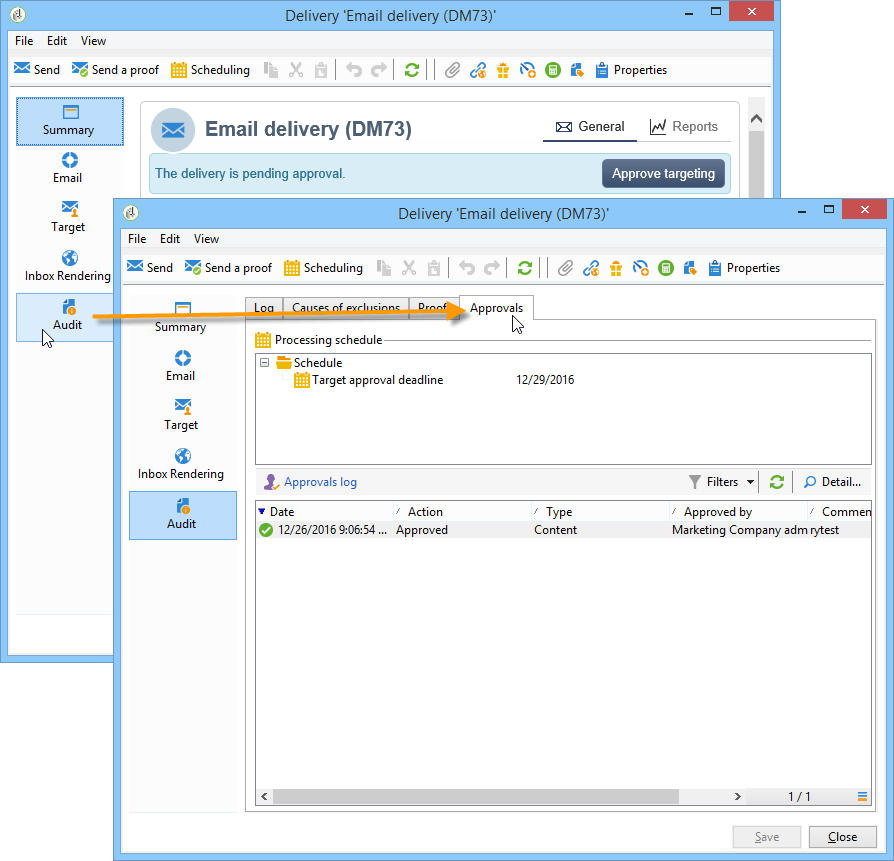 Delivery 'Email delivery (DM73)'
File Edit View
Send Send a proof Scheduling Properties
Summary
Email
Target
Inbox Rendering
Audit
Email delivery (DM73)
General Reports
The delivery is pending approval. Approve targeting
Delivery 'Email delivery (DM73)'
File Edit View
Send Send a proof Scheduling Properties
Summary
Email
Target
Inbox Rendering
Audit
Log Causes of exclusions Proof Approvals
Processing schedule
Schedule
Target approval deadline 12/29/2016
Approvals log Filters Detail...
Date Action Type Approved by Commen
12/26/2016 9:06:54 ... Approved Content Marketing Company adm rytest
1 / 1
Save Close